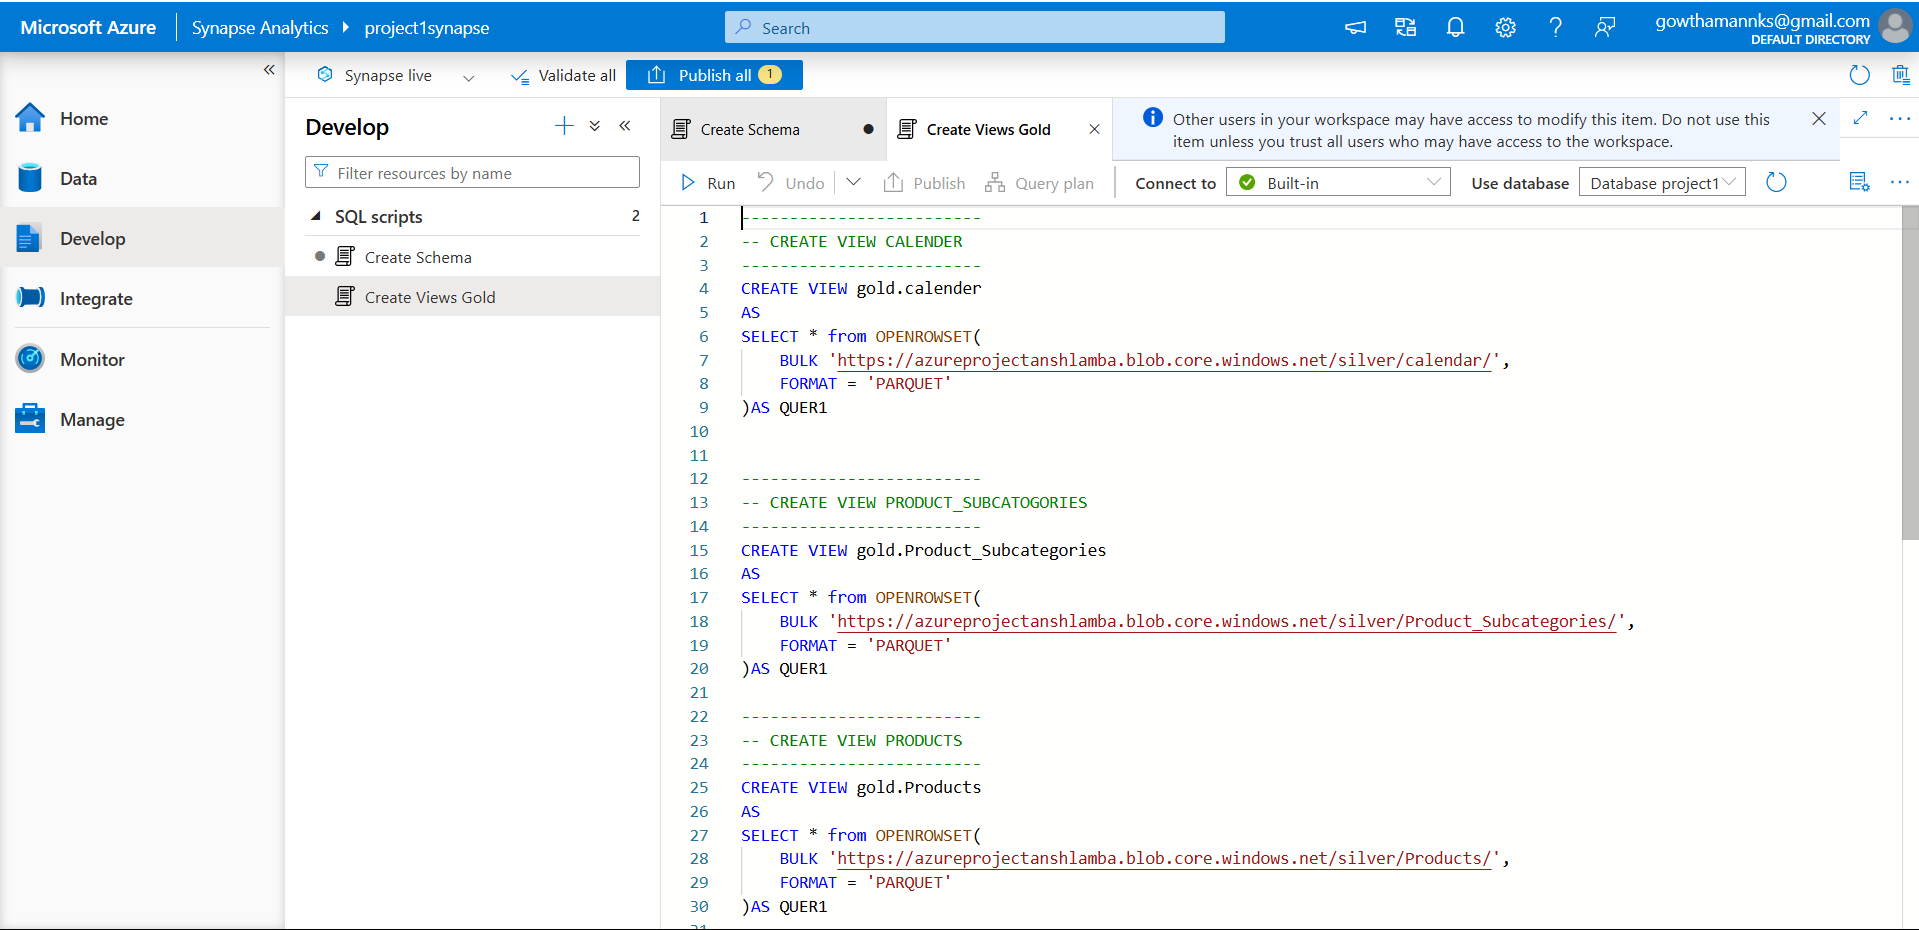 Microsoft Azure
Synapse Analytics
project1synapse
Search
gowthamannks@gmail.com
DEFAULT DIRECTORY
Home
Data
Develop
Integrate
Monitor
Manage
Synapse live
Validate all
Publish all 1
Develop
Filter resources by name
SQL scripts 2
Create Schema
Create Views Gold
Create Schema
Create Views Gold
Other users in your workspace may have access to modify this item. Do not use this
item unless you trust all users who may have access to the workspace.
Run
Undo
Publish
Query plan
Connect to
Built-in
Use database
Database project1
1 -------------------------
2 -- CREATE VIEW CALENDER
3 -------------------------
4 CREATE VIEW gold.calender
5 AS
6 SELECT * from OPENROWSET(
7 BULK 'https://azureprojectanshlamba.blob.core.windows.net/silver/calendar/',
8 FORMAT = 'PARQUET'
9 )AS QUER1
10
11
12 -------------------------
13 -- CREATE VIEW PRODUCT_SUBCATOGORIES
14 -------------------------
15 CREATE VIEW gold.Product_Subcategories
16 AS
17 SELECT * from OPENROWSET(
18 BULK 'https://azureprojectanshlamba.blob.core.windows.net/silver/Product_Subcategories/',
19 FORMAT = 'PARQUET'
20 )AS QUER1
21
22 -------------------------
23 -- CREATE VIEW PRODUCTS
24 -------------------------
25 CREATE VIEW gold.Products
26 AS
27 SELECT * from OPENROWSET(
28 BULK 'https://azureprojectanshlamba.blob.core.windows.net/silver/Products/',
29 FORMAT = 'PARQUET'
30 )AS QUER1